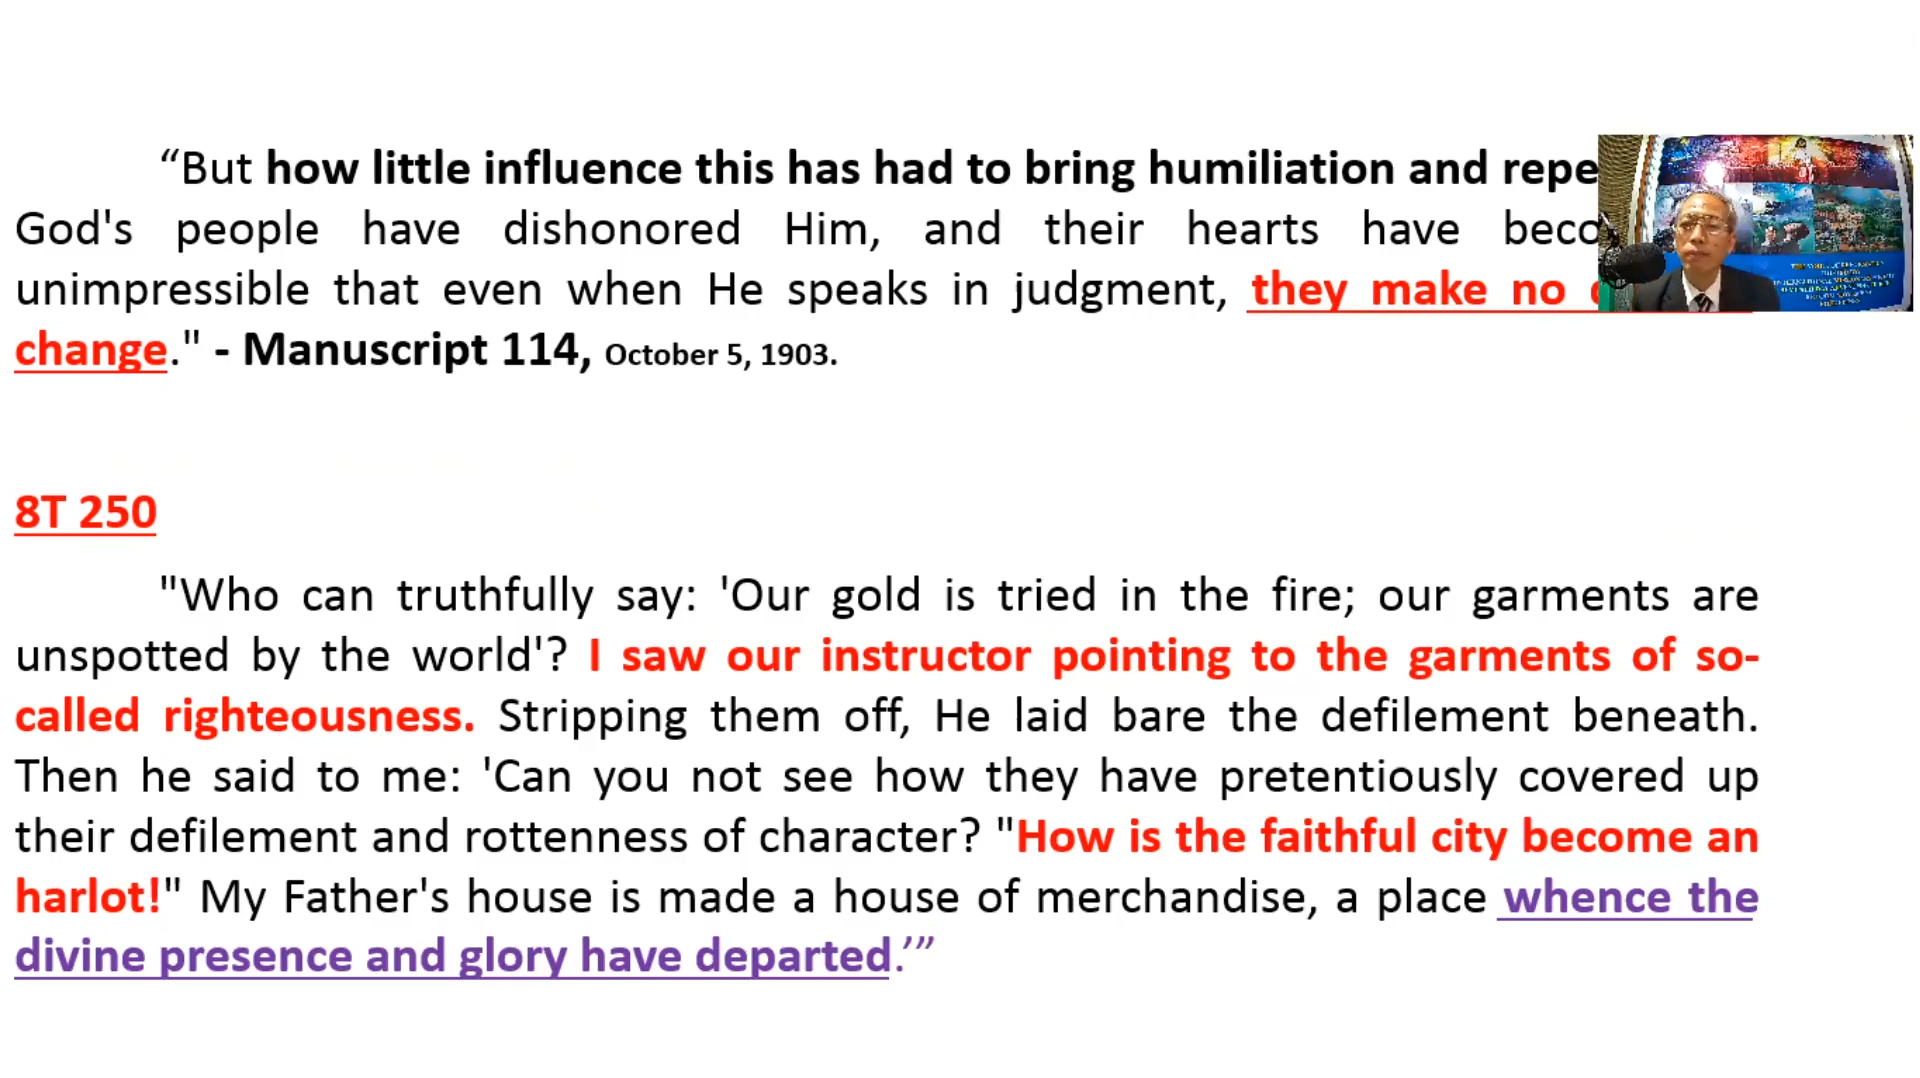 “But how little influence this has had to bring humiliation and
God's people have dishonored Him, and their hearts have
unimpressible that even when He speaks in judgment, they make no
change." - Manuscript 114, October 5, 1903.
8T 250
"Who can truthfully say: 'Our gold is tried in the fire; our garments are
unspotted by the world'? I saw our instructor pointing to the garments of so-
called righteousness. Stripping them off, He laid bare the defilement beneath.
Then he said to me: 'Can you not see how they have pretentiously covered up
their defilement and rottenness of character? "How is the faithful city become an
harlot!" My Father's house is made a house of merchandise, a place whence the
divine presence and glory have departed.’”